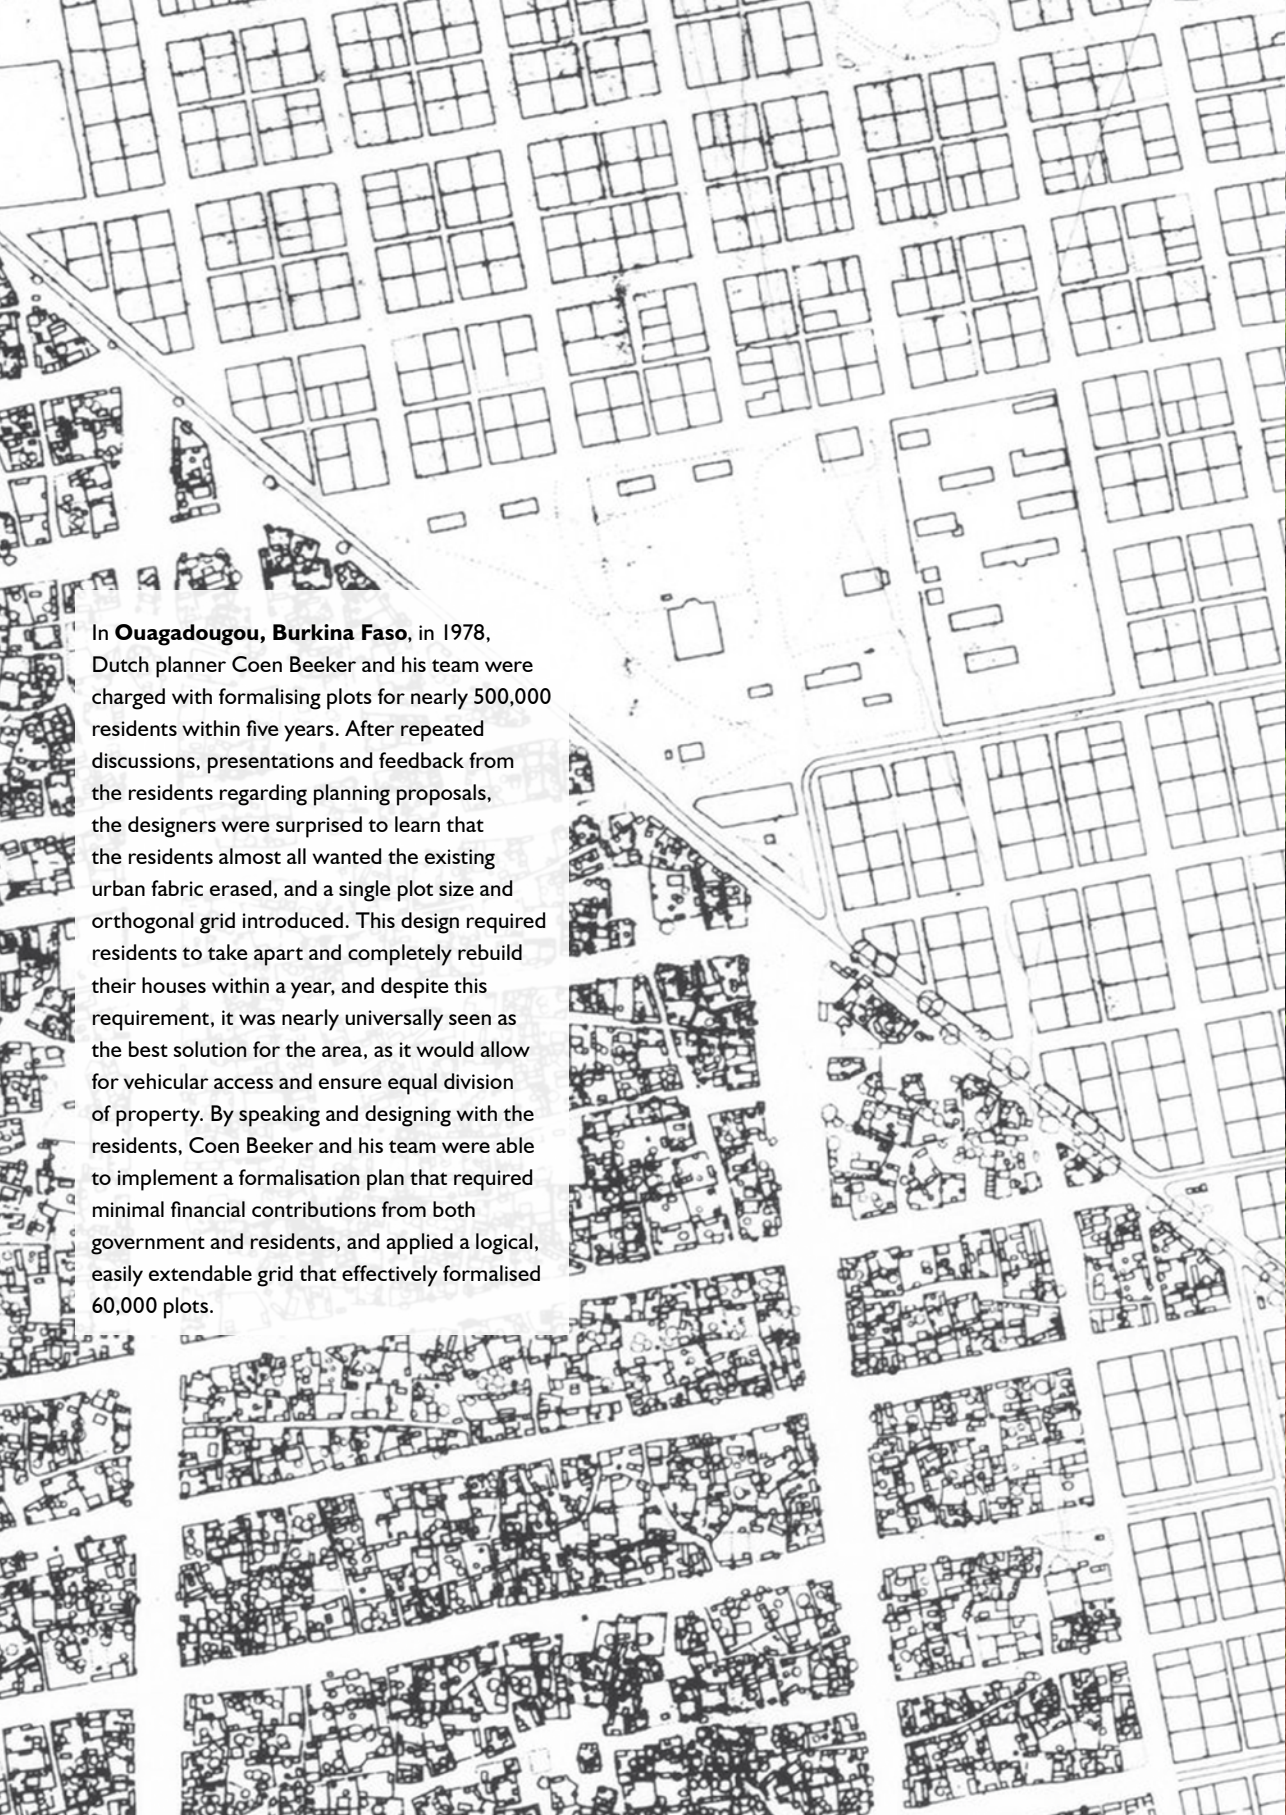 In Ouagadougou, Burkina Faso, in 1978,
Dutch planner Coen Beeker and his team were
charged with formalising plots for nearly 500,000
residents within five years. After repeated
discussions, presentations and feedback from
the residents regarding planning proposals,
the designers were surprised to learn that
the residents almost all wanted the existing
urban fabric erased, and a single plot size and
orthogonal grid introduced. This design required
residents to take apart and completely rebuild
their houses within a year, and despite this
requirement, it was nearly universally seen as
the best solution for the area, as it would allow
for vehicular access and ensure equal division
of property. By speaking and designing with the
residents, Coen Beeker and his team were able
to implement a formalisation plan that required
minimal financial contributions from both
government and residents, and applied a logical,
easily extendable grid that effectively formalised
60,000 plots.